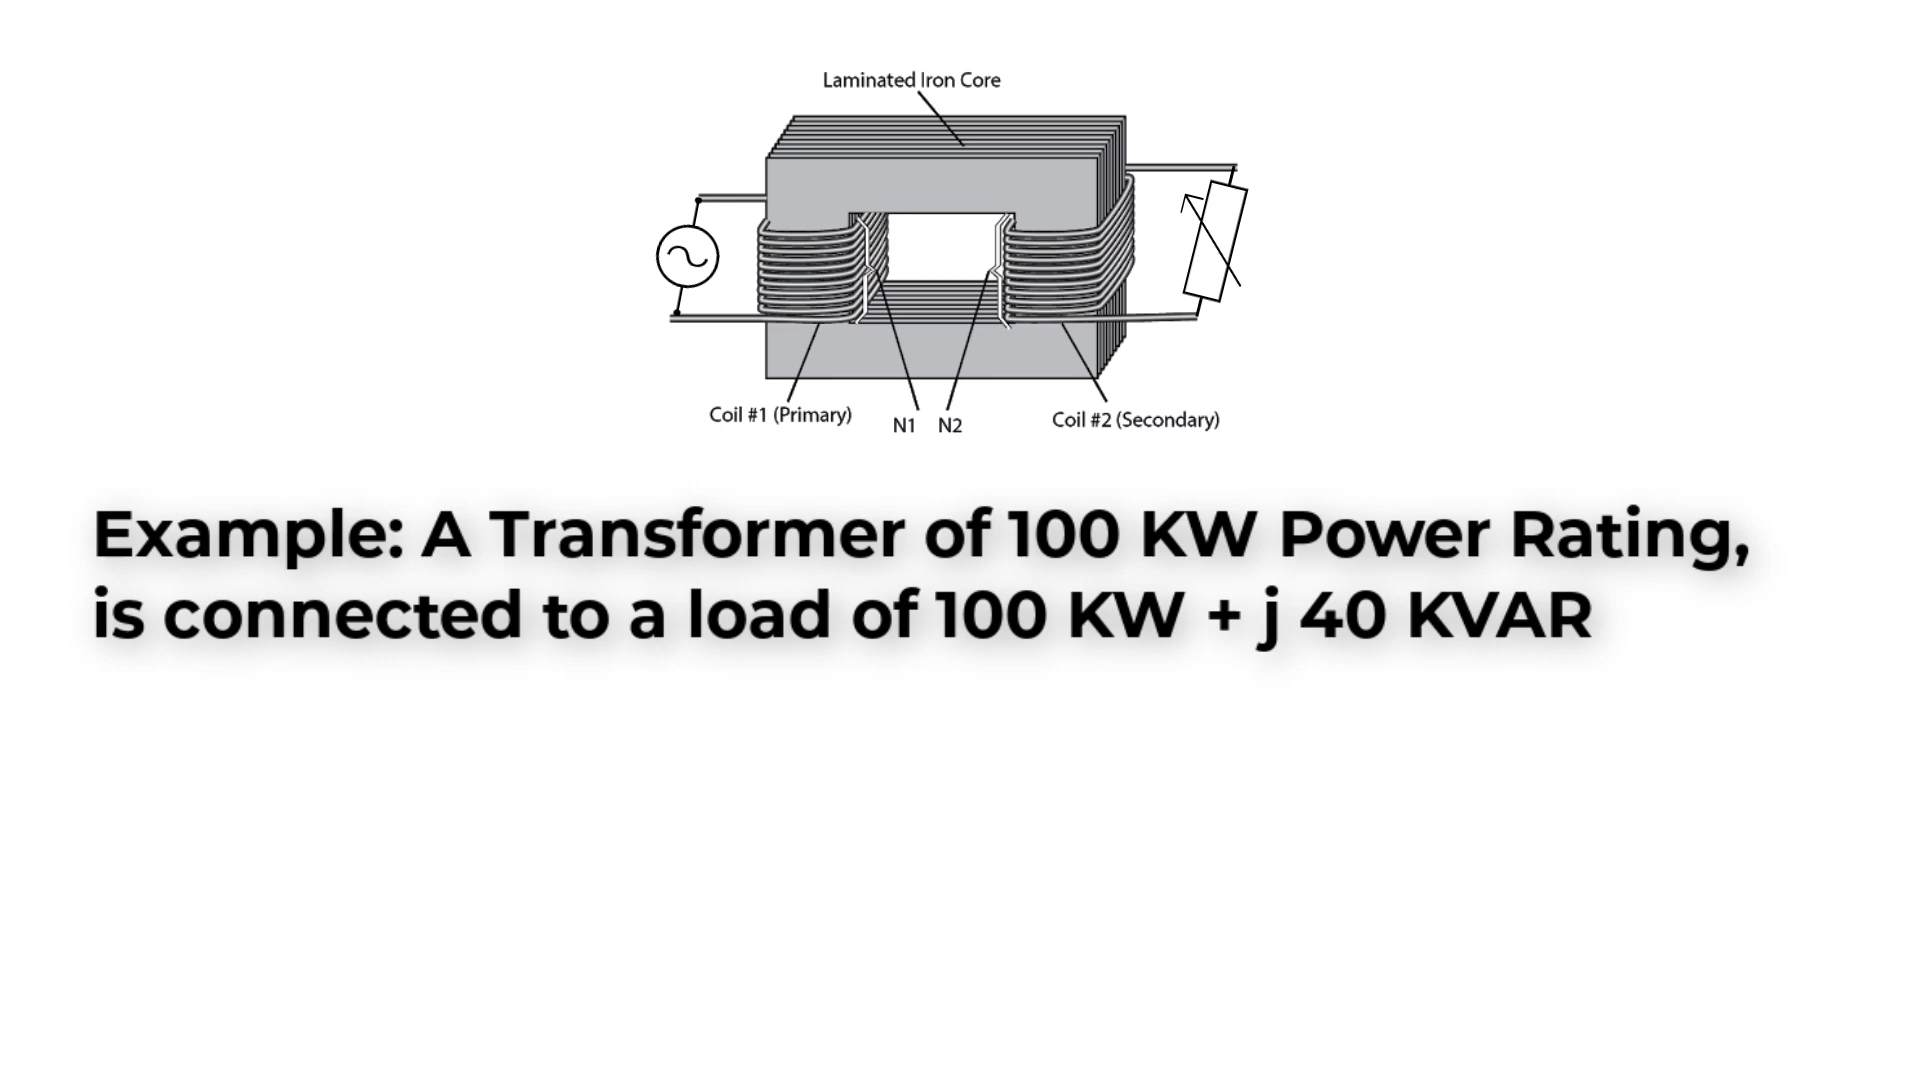 Laminated Iron Core
Coil #1 (Primary)
N1
N2
Coil #2 (Secondary)
Example: A Transformer of 100 KW Power Rating,
is connected to a load of 100 KW + j 40 KVAR